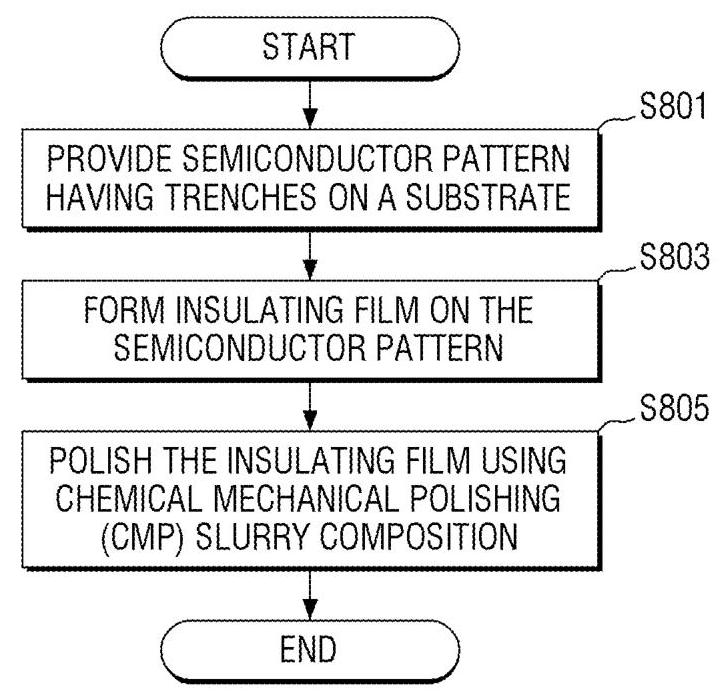 START
S801
PROVIDE SEMICONDUCTOR PATTERN
HAVING TRENCHES ON A SUBSTRATE
S803
FORM INSULATING FILM ON THE
SEMICONDUCTOR PATTERN
S805
POLISH THE INSULATING FILM USING
CHEMICAL MECHANICAL POLISHING
(CMP) SLURRY COMPOSITION
END